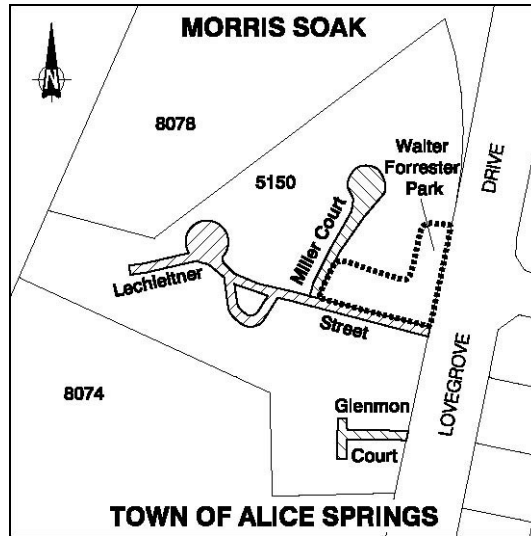 MORRIS SOAK
N
8078
Walter
Forrester
Park
DRIVE
5150
Miller Court
Lechleitner
Street
LOVEGROVE
8074
Glenmon
Court
TOWN OF ALICE SPRINGS